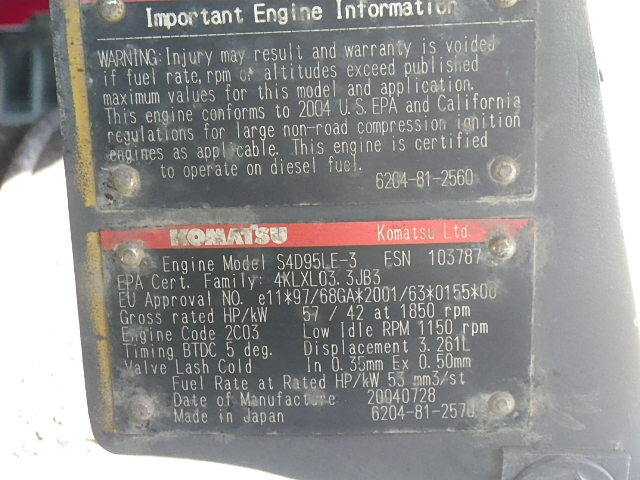 Important Engine Information
WARNING: Injury may result and warranty is voided
if fuel rate, rpm or altitudes exceed published
maximum values for this model and application.
This engine conforms to 2004 U.S. EPA and California
regulations for large non-road compression ignition
engines as applicable. This engine is certified
to operate on diesel fuel.
6204-81-2560
KOMATSU Komatsu Ltd.
Engine Model S4D95LE-3 ESN 103787
EPA Cert. Family: 4KLXL03.3JB3
EU Approval NO. e11*97/68GA*2001/63*0155*00
Gross rated HP/kW 57 / 42 at 1850 rpm
Engine Code 2C03 Low Idle RPM 1150 rpm
Timing BTDC 5 deg. Displacement 3.261L
Valve Lash Cold In 0.35mm Ex 0.50mm
Fuel Rate at Rated HP/kW 53 mm3/st
Date of Manufacture 20040728
Made in Japan 6204-81-2570